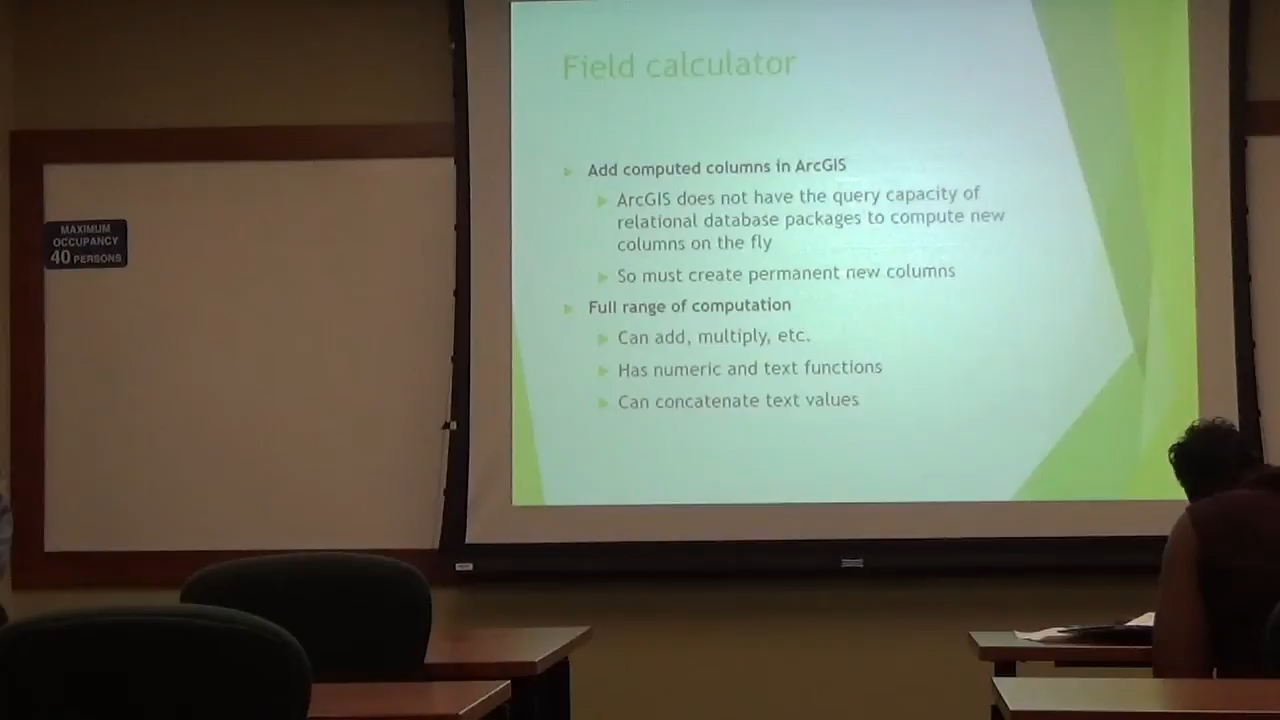 Field calculator
Add computed columns in ArcGIS
ArcGIS does not have the query capacity of
relational database packages to compute new
columns on the fly
So must create permanent new columns
Full range of computation
Can add, multiply, etc.
Has numeric and text functions
Can concatenate text values
MAXIMUM
OCCUPANCY
40 PERSONS